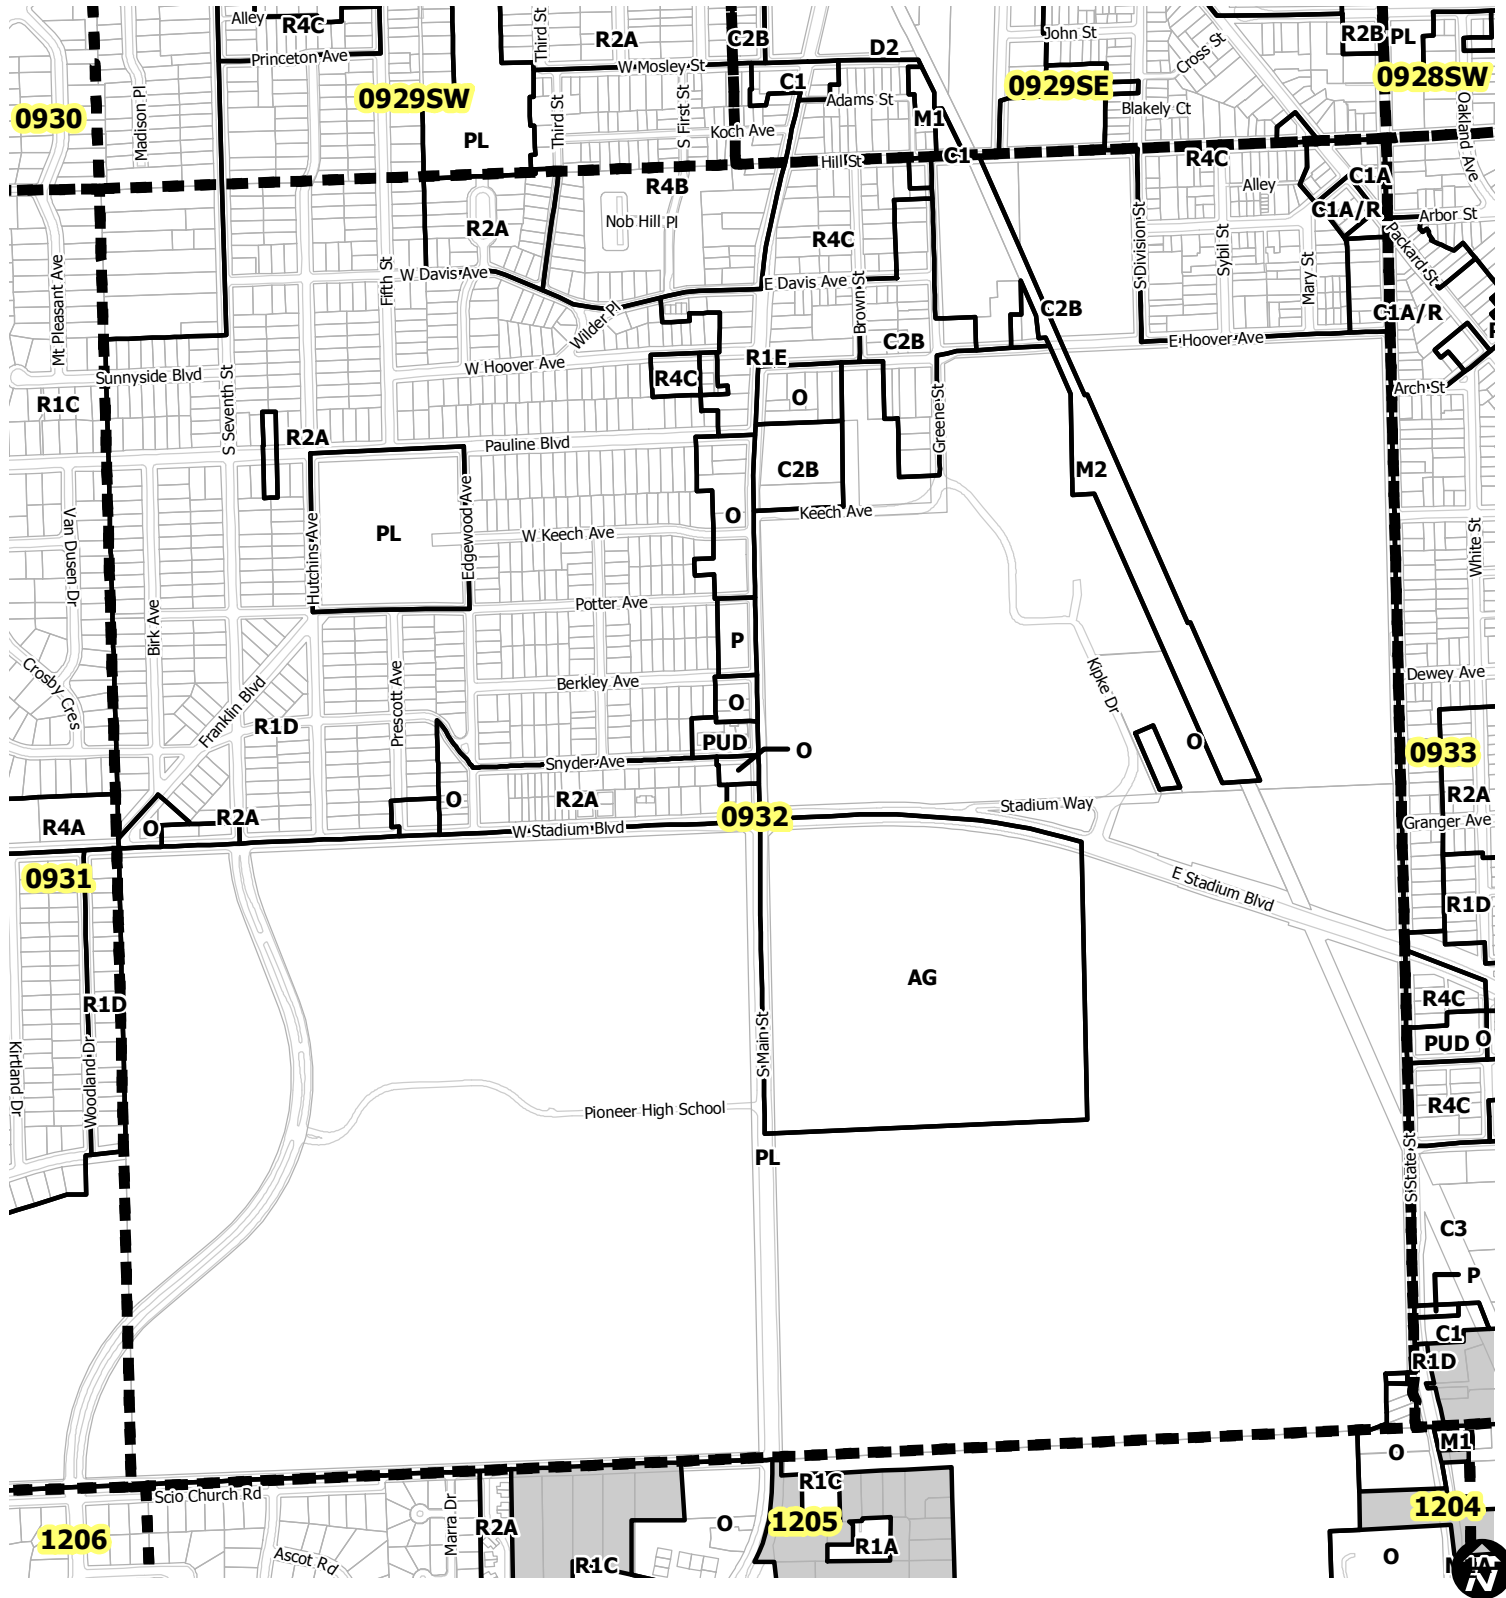 Alley
R4C
Princeton Ave
Third St
R2A
C2B
D2
W Mosley St
C1
John St
Cross St
R2B
PL
0928SW
0930
Madison Pl
0929SW
PL
Third St
S First St
Koch Ave
Adams St
M1
0929SE
Blakely Ct
Oakland Ave
Hill St
C1
R4C
R4B
Alley
C1A
C1A/R
Arbor St
Nob Hill Pl
R2A
R4C
S Division St
Sybil St
Mary St
Packard St
Mt Pleasant Ave
Fifth St
W Davis Ave
E Davis Ave
Brown St
Wilder Pl
C2B
C2B
C1A/R
E Hoover Ave
R1E
W Hoover Ave
Sunnyside Blvd
R4C
S Seventh St
O
Greene St
Arch St
R1C
R2A
Pauline Blvd
C2B
M2
Van Dusen Dr
Hutchins Ave
PL
Edgewood Ave
W Keech Ave
O
Keech Ave
White St
Birk Ave
Potter Ave
P
Crosby Cres
Franklin Blvd
Prescott Ave
Berkley Ave
O
Kipke Dr
Dewey Ave
R1D
PUD
O
O
0933
Snyder Ave
R4A
O
R2A
O
R2A
0932
Stadium Way
R2A
Granger Ave
W Stadium Blvd
0931
E Stadium Blvd
R1D
AG
R1D
R4C
PUD
O
Kirtland Dr
Woodland Dr
S Main St
Pioneer High School
R4C
PL
S State St
C3
P
C1
R1D
M1
O
Scio Church Rd
R1C
1206
Marra Dr
R2A
O
1205
1204
Ascot Rd
R1C
R1A
O
N